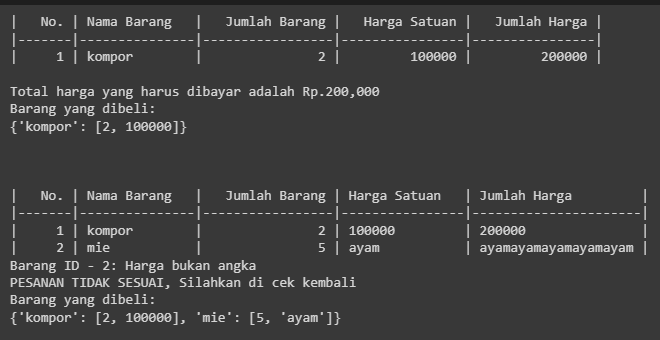 |   No. | Nama Barang   |   Jumlah Barang |   Harga Satuan |   Jumlah Harga |
|-------|---------------|-----------------|----------------|----------------|
|     1 | kompor        |               2 |         100000 |         200000 |
Total harga yang harus dibayar adalah Rp.200,000
Barang yang dibeli:
{'kompor': [2, 100000]}
|   No. | Nama Barang   |   Jumlah Barang | Harga Satuan   | Jumlah Harga         |
|-------|---------------|-----------------|----------------|----------------------|
|     1 | kompor        |               2 | 100000         | 200000               |
|     2 | mie           |               5 | ayam           | ayamayamayamayamayam |
Barang ID - 2: Harga bukan angka
PESANAN TIDAK SESUAI, Silahkan di cek kembali
Barang yang dibeli:
{'kompor': [2, 100000], 'mie': [5, 'ayam']}